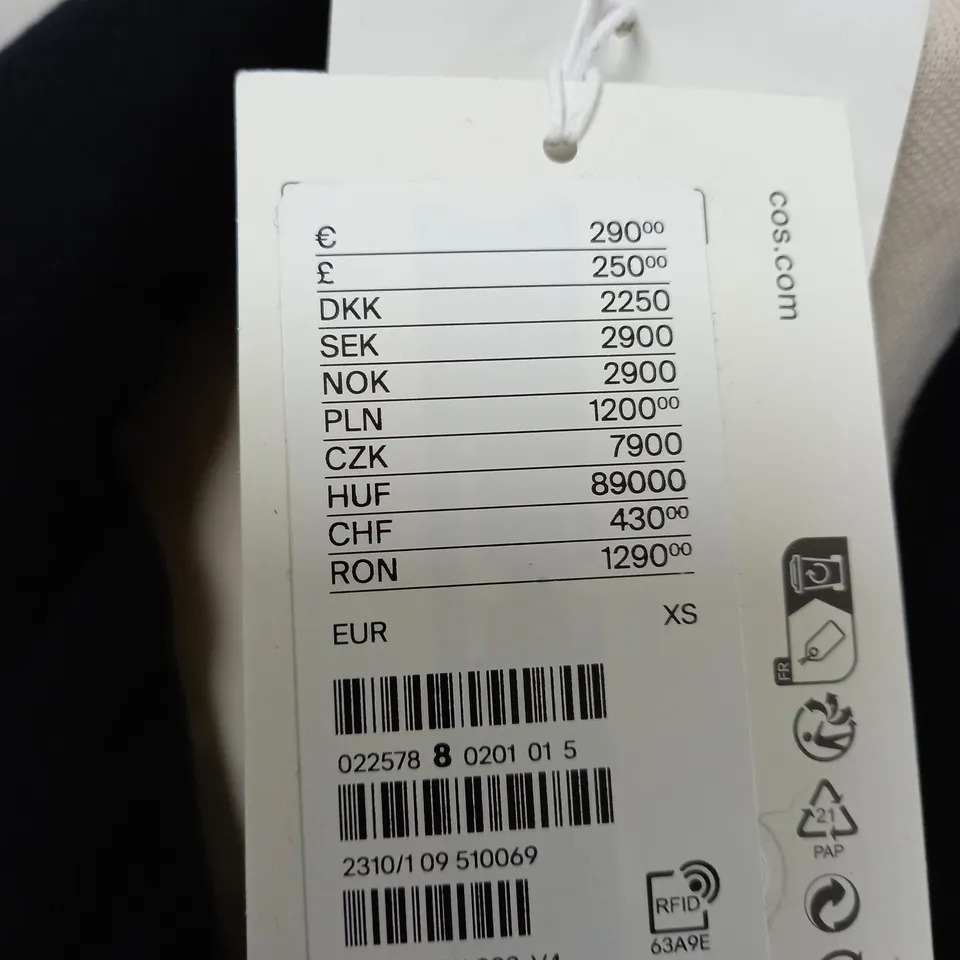 € 290⁰⁰
£ 250⁰⁰
DKK 2250
SEK 2900
NOK 2900
PLN 1200⁰⁰
CZK 7900
HUF 89000
CHF 430⁰⁰
RON 1290⁰⁰
EUR XS
022578 8 0201 01 5
2310/1 09 510069
RFID
63A9E
cos.com
FR
21
PAP